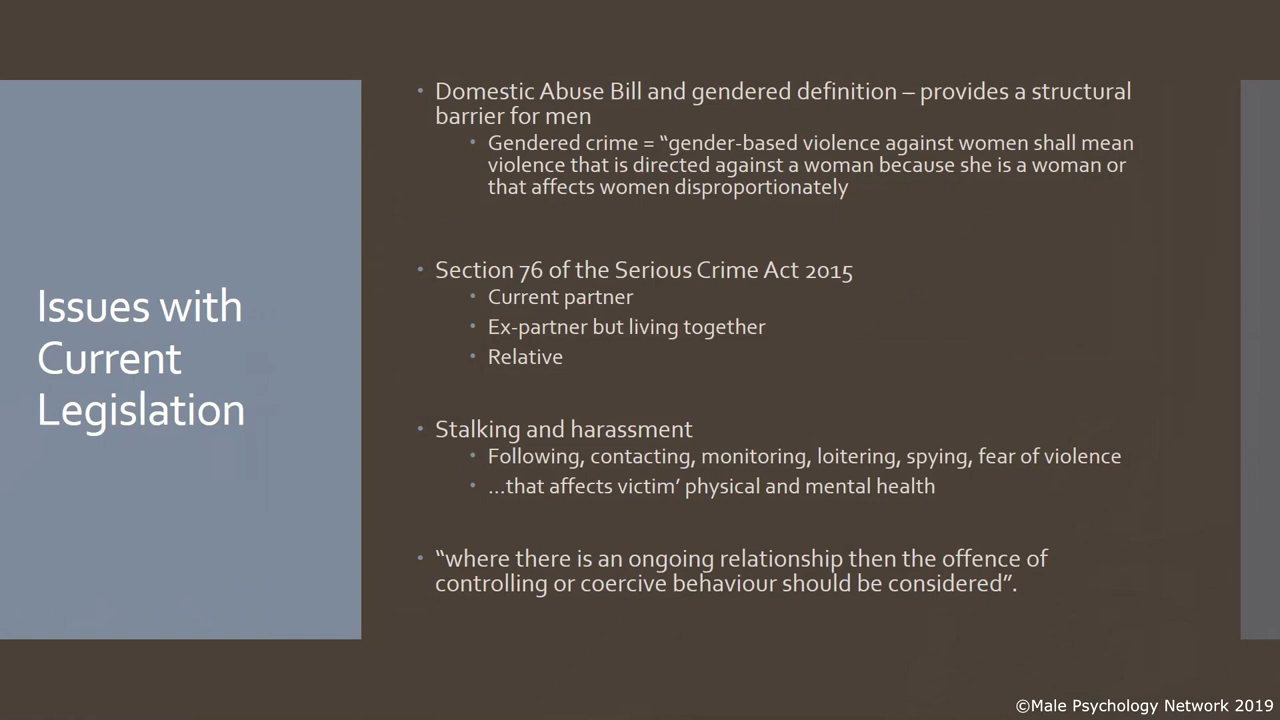 Issues with
Current
Legislation
• Domestic Abuse Bill and gendered definition – provides a structural
barrier for men
• Gendered crime = “gender-based violence against women shall mean
violence that is directed against a woman because she is a woman or
that affects women disproportionately
• Section 76 of the Serious Crime Act 2015
• Current partner
• Ex-partner but living together
• Relative
• Stalking and harassment
• Following, contacting, monitoring, loitering, spying, fear of violence
• …that affects victim’ physical and mental health
• “where there is an ongoing relationship then the offence of
controlling or coercive behaviour should be considered”.
©Male Psychology Network 2019